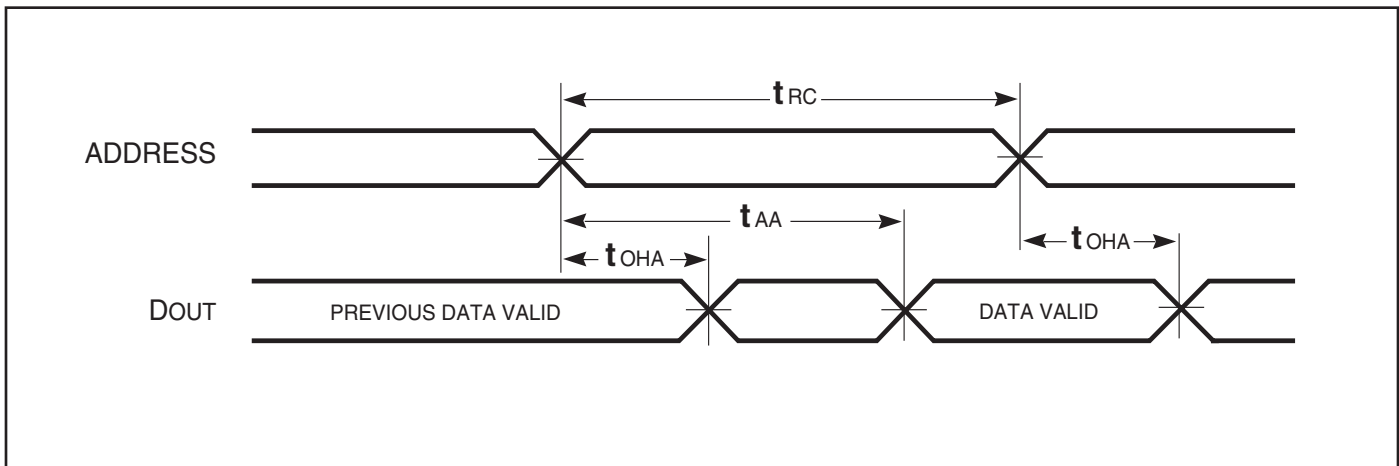 tRC
ADDRESS
tAA
tOHA
tOHA
DOUT
PREVIOUS DATA VALID
DATA VALID